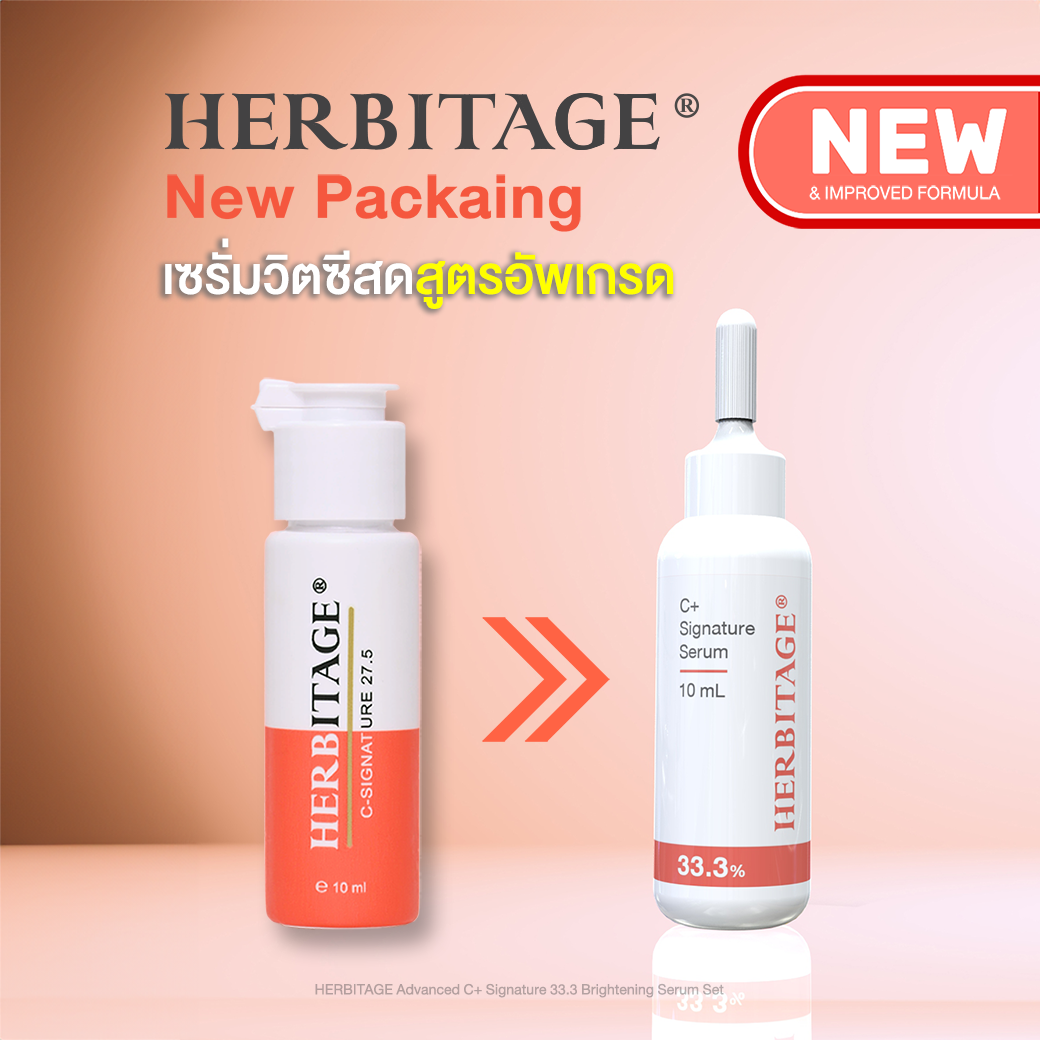 HERBITAGE®
New Packaing
เซรั่มวิตซีสดสูตรอัพเกรด
NEW
& IMPROVED FORMULA
HERBITAGE®
C-SIGNATURE 27.5
℮ 10 ml
C+
Signature
Serum
10 mL
HERBITAGE®
33.3%
HERBITAGE Advanced C+ Signature 33.3 Brightening Serum Set